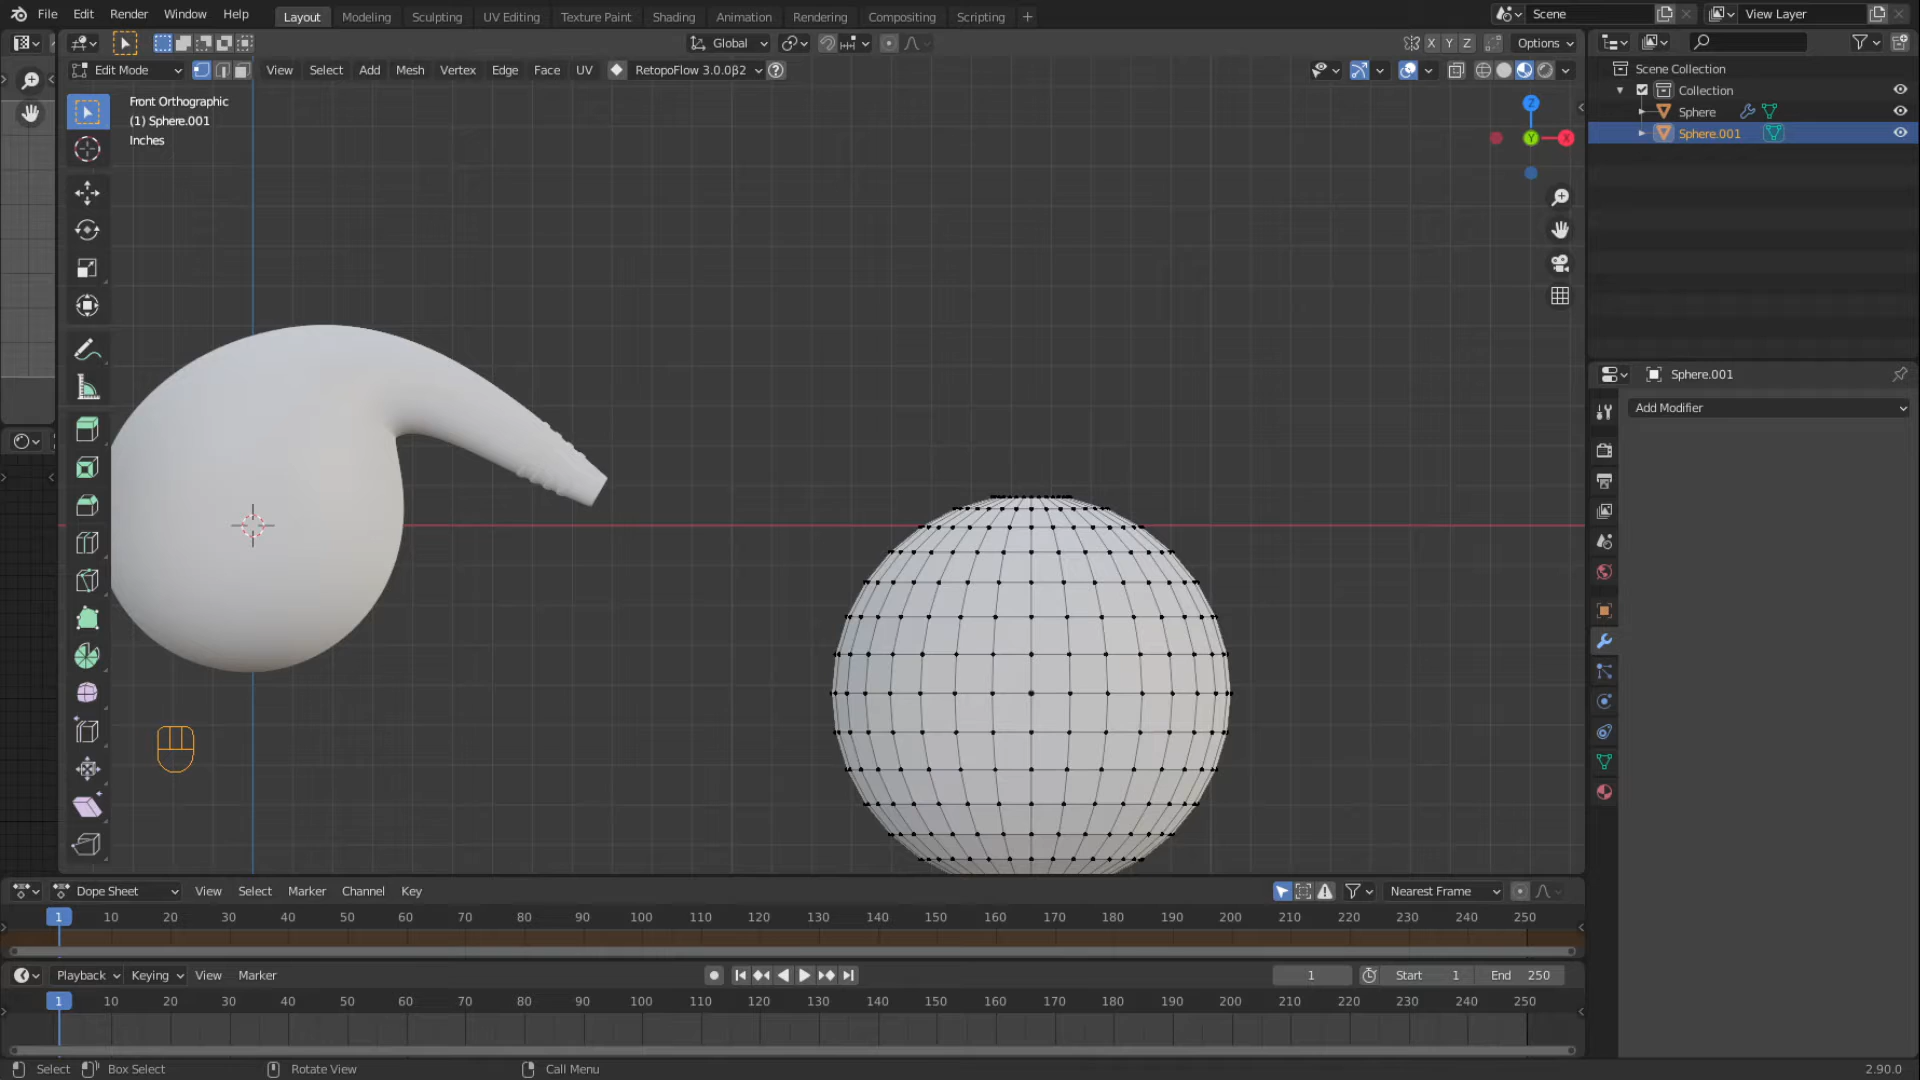 File Edit Render Window Help Layout Modeling Sculpting UV Editing Texture Paint Shading Animation Rendering Compositing Scripting + Scene View Layer
Global X Y Z Options
Edit Mode View Select Add Mesh Vertex Edge Face UV RetopoFlow 3.0.0β2
Front Orthographic
(1) Sphere.001
Inches
Z
Y
X
Scene Collection
Collection
Sphere
Sphere.001
Sphere.001
Add Modifier
Dope Sheet View Select Marker Channel Key Nearest Frame
1 10 20 30 40 50 60 70 80 90 100 110 120 130 140 150 160 170 180 190 200 210 220 230 240 250
Playback Keying View Marker 1 Start 1 End 250
1 10 20 30 40 50 60 70 80 90 100 110 120 130 140 150 160 170 180 190 200 210 220 230 240 250
Select Box Select Rotate View Call Menu 2.90.0